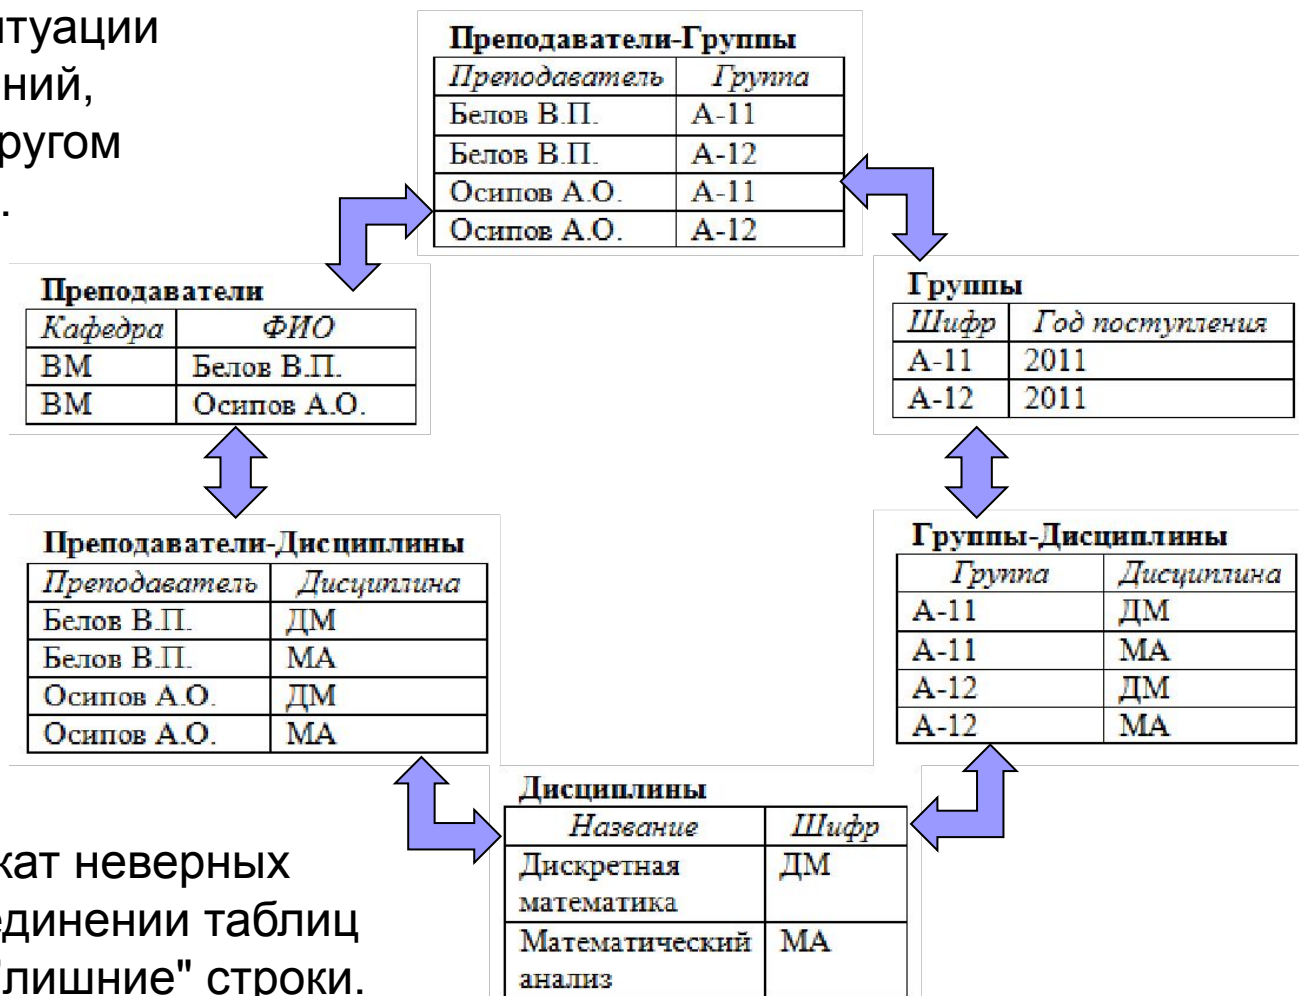 итуации
ний,
ругом
.
Преподаватели-Группы
Преподаватель Группа
Белов В.П. А-11
Белов В.П. А-12
Осипов А.О. А-11
Осипов А.О. А-12
Преподаватели
Кафедра ФИО
ВМ Белов В.П.
ВМ Осипов А.О.
Группы
Шифр Год поступления
А-11 2011
А-12 2011
Преподаватели-Дисциплины
Преподаватель Дисциплина
Белов В.П. ДМ
Белов В.П. МА
Осипов А.О. ДМ
Осипов А.О. МА
Группы-Дисциплины
Группа Дисциплина
А-11 ДМ
А-11 МА
А-12 ДМ
А-12 МА
Дисциплины
Название Шифр
Дискретная ДМ
математика
Математический МА
анализ
кат неверных
единении таблиц
"лишние" строки.